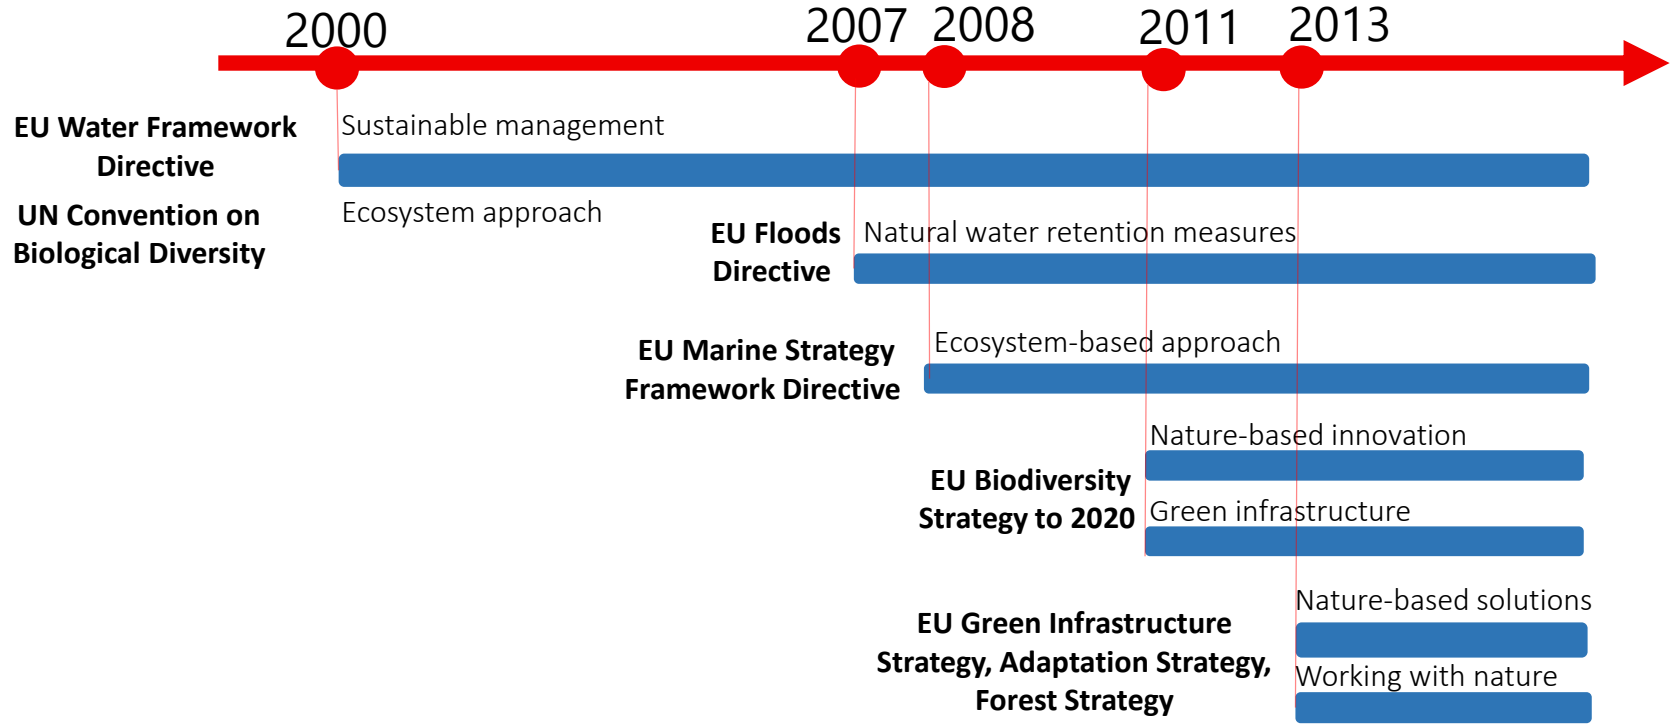 2000
2007
2008
2011
2013
EU Water Framework
Directive
Sustainable management
UN Convention on
Biological Diversity
Ecosystem approach
EU Floods
Directive
Natural water retention measures
EU Marine Strategy
Framework Directive
Ecosystem-based approach
EU Biodiversity
Strategy to 2020
Nature-based innovation
Green infrastructure
EU Green Infrastructure
Strategy, Adaptation Strategy,
Forest Strategy
Nature-based solutions
Working with nature